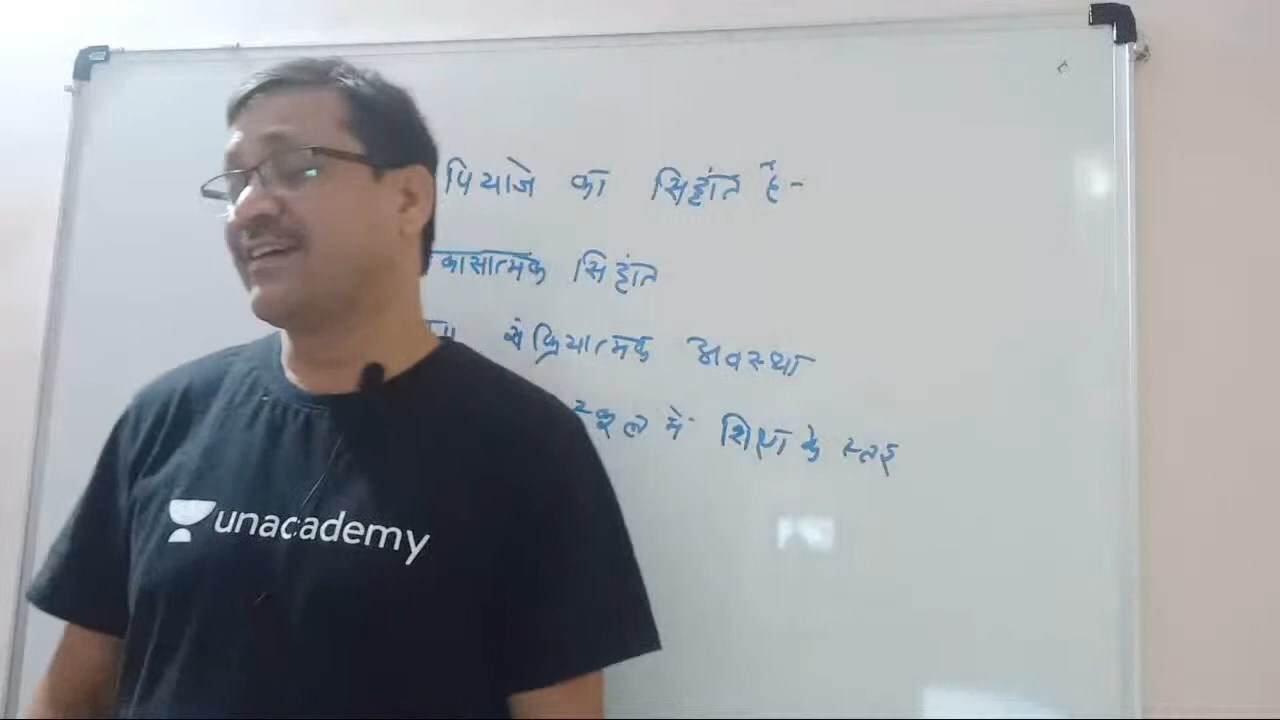 पियाजे का सिद्दांत है-
कासात्मक सिद्दांत
संक्रियात्मक अवस्था
स्कूल में शिक्षा के स्तर
unacademy